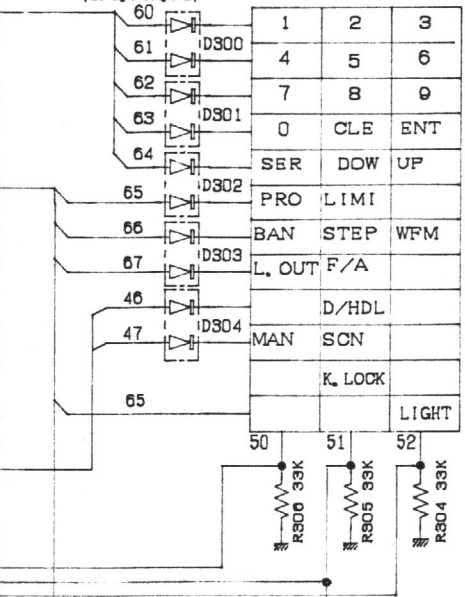 60 1 2 3
61 D300 4 5 6
62 7 8 9
63 D301 0 CLE ENT
64 SER DOW UP
65 D302 PRO LIMI
66 BAN STEP WFM
67 D303 L. OUT F/A
46 D/HDL
47 D304 MAN SCN
K. LOCK
65 LIGHT
50 51 52
R306 33K R305 33K R304 33K